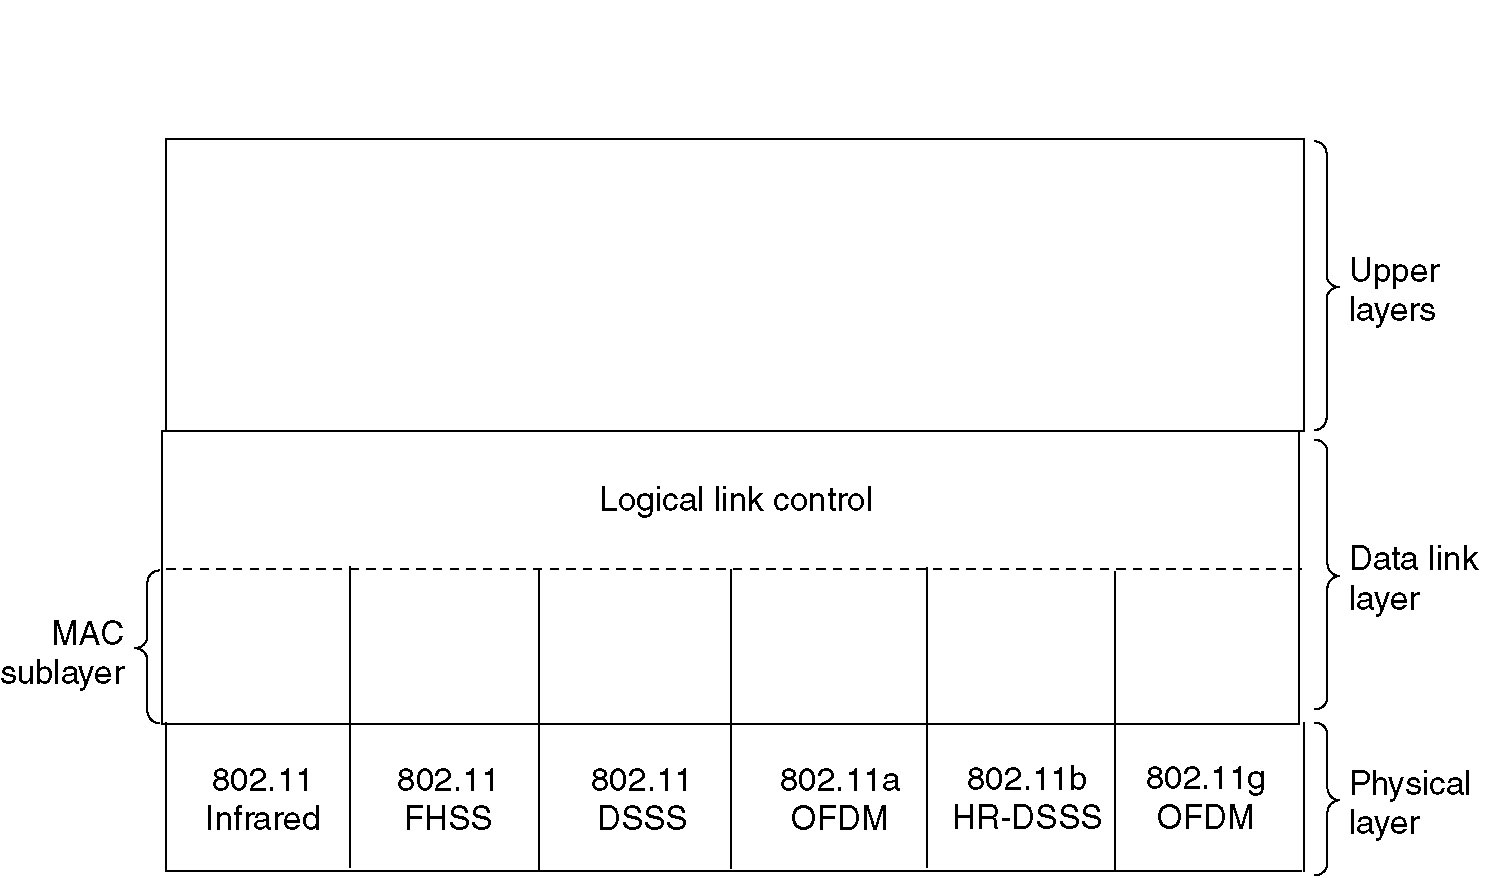 Upper
layers
Logical link control
Data link
layer
MAC
sublayer
802.11
Infrared
802.11
FHSS
802.11
DSSS
802.11a
OFDM
802.11b
HR-DSSS
802.11g
OFDM
Physical
layer